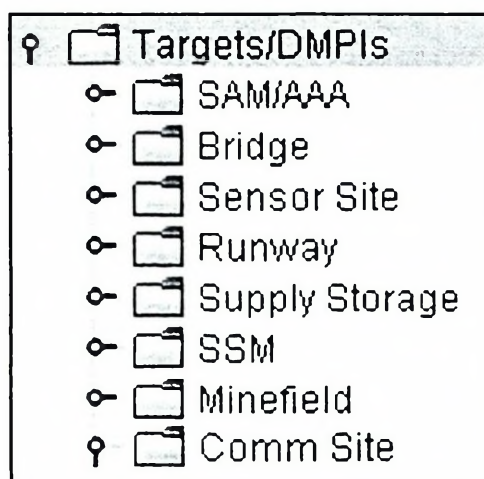 Targets/DMPIs
SAM/AAA
Bridge
Sensor Site
Runway
Supply Storage
SSM
Minefield
Comm Site